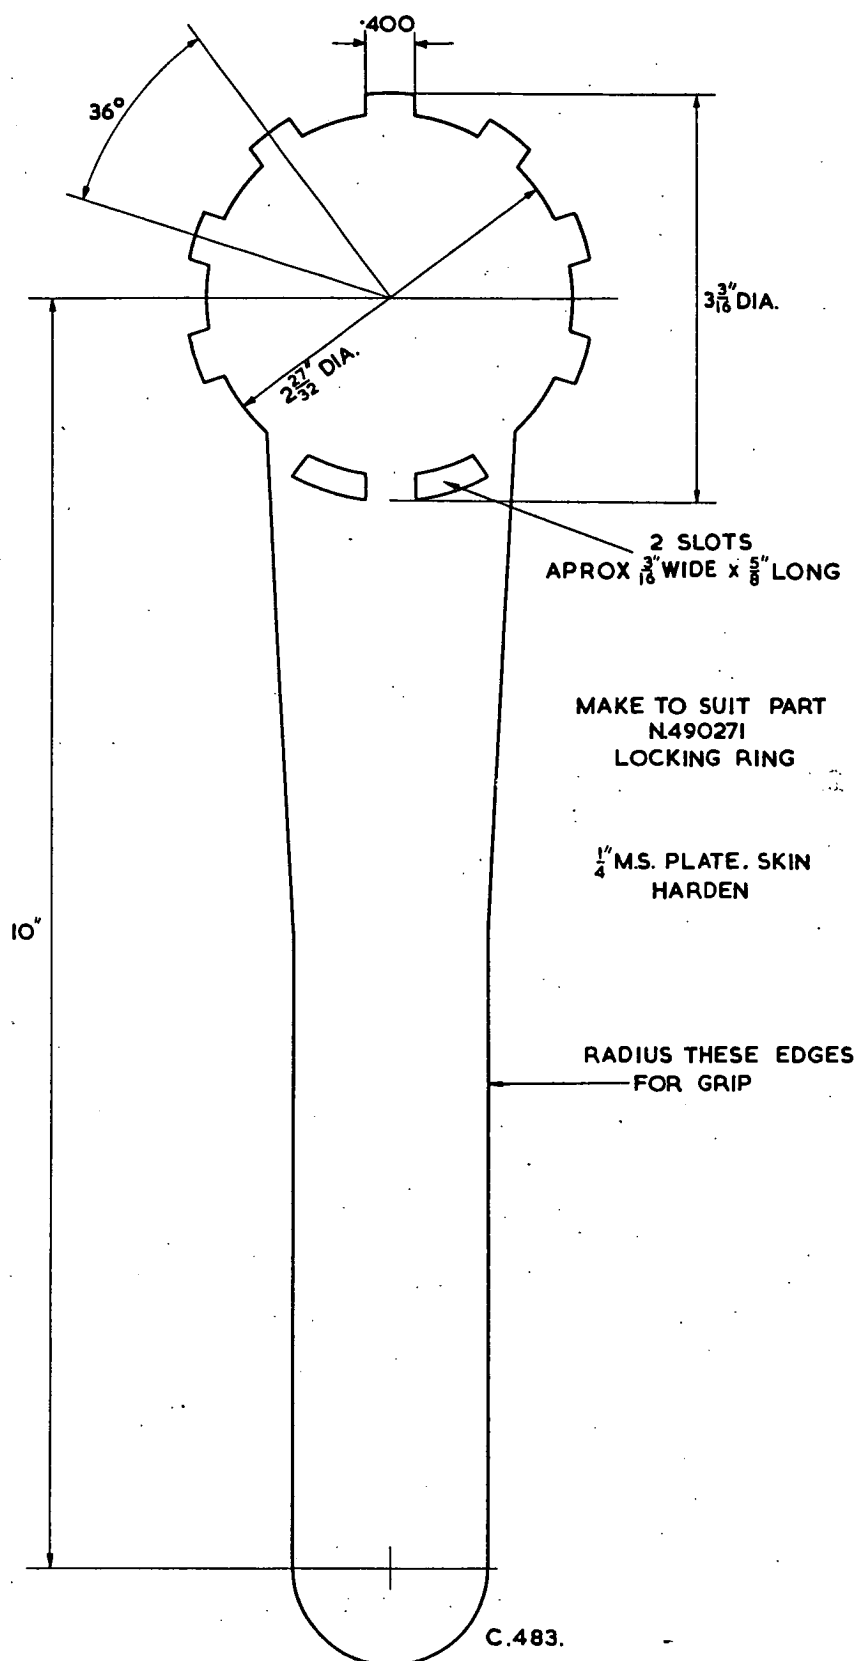 .400
36°
3 3/16" DIA.
2 27/32" DIA.
2 SLOTS
APROX 3/16" WIDE x 5/8" LONG
MAKE TO SUIT PART
N.490271
LOCKING RING
1/4" M.S. PLATE. SKIN
HARDEN
10"
RADIUS THESE EDGES
FOR GRIP
C.483.